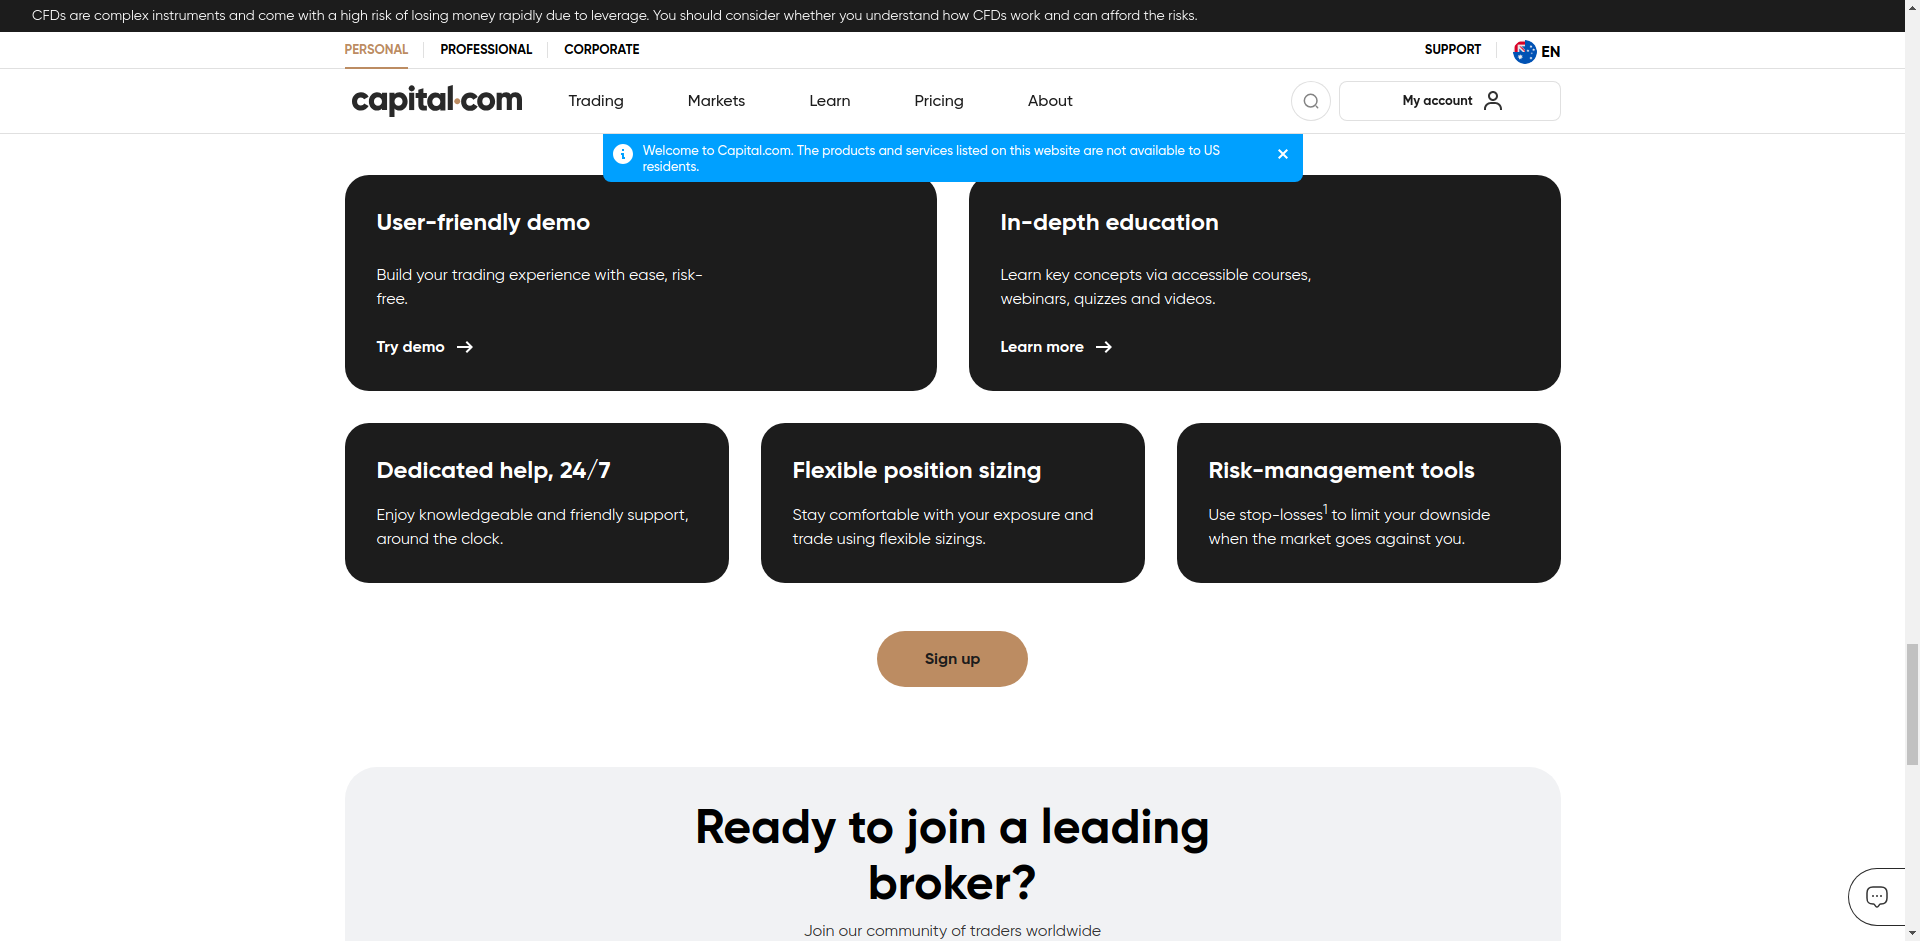 CFDs are complex instruments and come with a high risk of losing money rapidly due to leverage. You should consider whether you understand how CFDs work and can afford the risks.
PERSONAL
PROFESSIONAL
CORPORATE
SUPPORT
EN
capital.com
Trading
Markets
Learn
Pricing
About
My account
Welcome to Capital.com. The products and services listed on this website are not available to US
residents.
User-friendly demo
Build your trading experience with ease, risk-
free.
Try demo
In-depth education
Learn key concepts via accessible courses,
webinars, quizzes and videos.
Learn more
Dedicated help, 24/7
Enjoy knowledgeable and friendly support,
around the clock.
Flexible position sizing
Stay comfortable with your exposure and
trade using flexible sizings.
Risk-management tools
Use stop-losses1 to limit your downside
when the market goes against you.
Sign up
Ready to join a leading
broker?
Join our community of traders worldwide